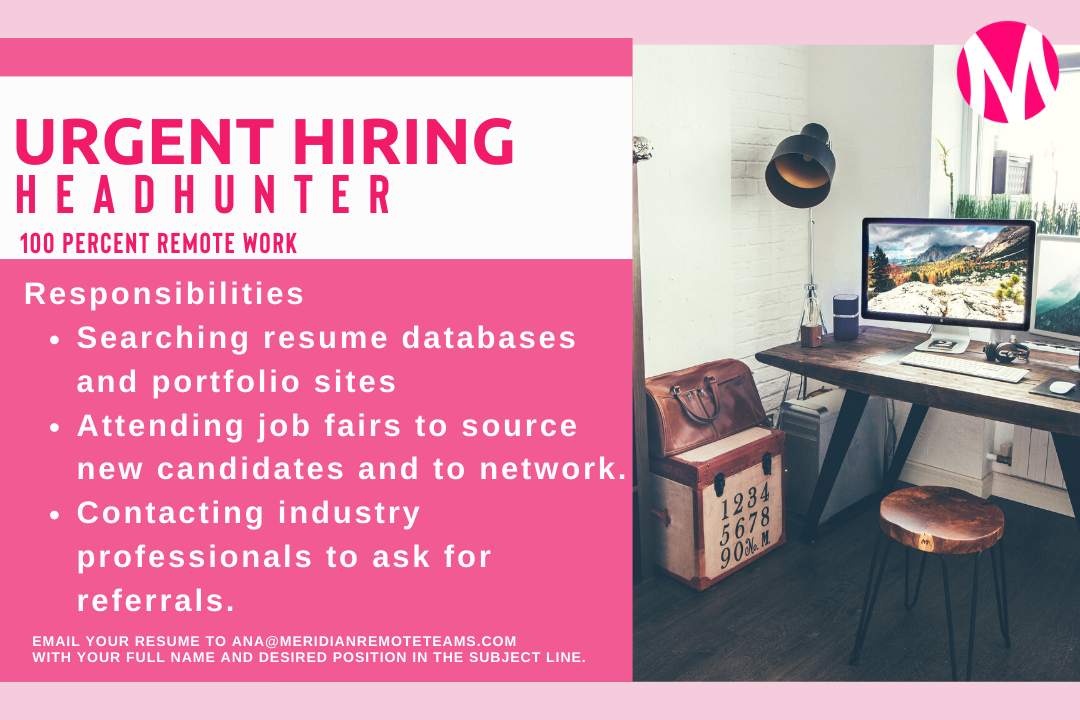 URGENT HIRING
HEADHUNTER
100 PERCENT REMOTE WORK
Responsibilities
• Searching resume databases
and portfolio sites
• Attending job fairs to source
new candidates and to network.
• Contacting industry
professionals to ask for
referrals.
EMAIL YOUR RESUME TO ANA@MERIDIANREMOTETEAMS.COM
WITH YOUR FULL NAME AND DESIRED POSITION IN THE SUBJECT LINE.
M
1234
5678
90 No. M.